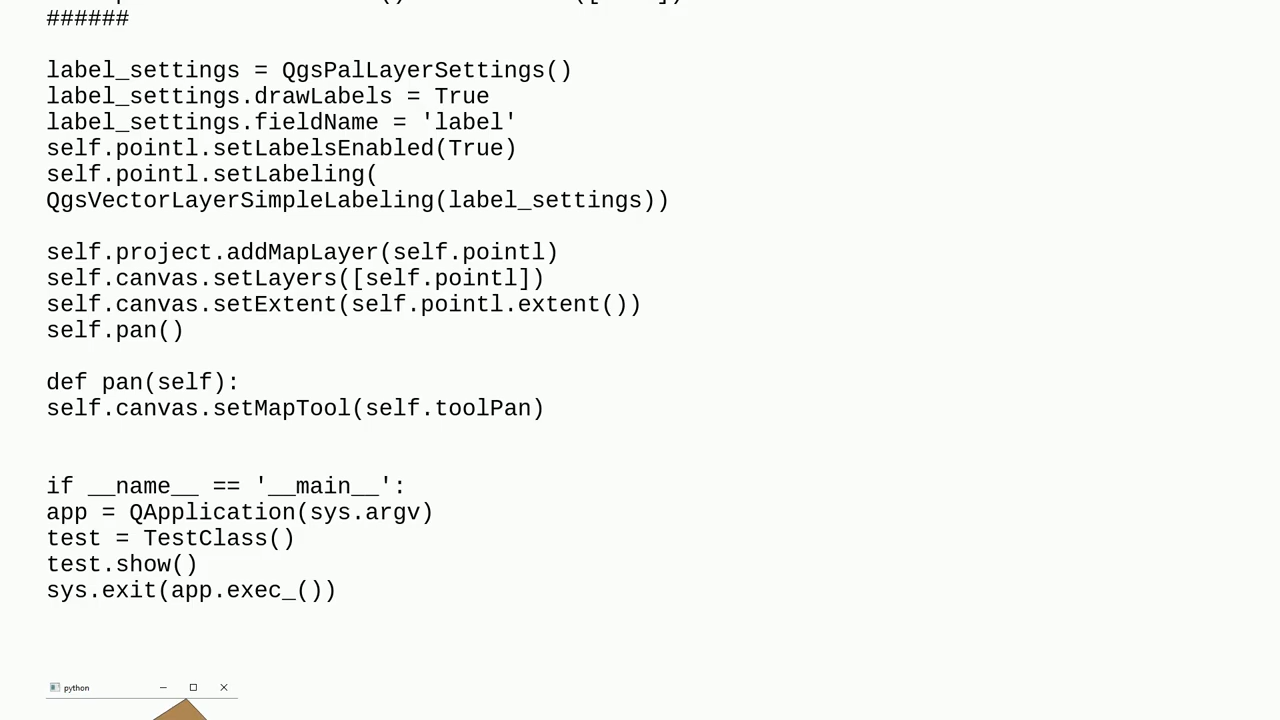 ######
label_settings = QgsPalLayerSettings()
label_settings.drawLabels = True
label_settings.fieldName = 'label'
self.pointl.setLabelsEnabled(True)
self.pointl.setLabeling(
QgsVectorLayerSimpleLabeling(label_settings))
self.project.addMapLayer(self.pointl)
self.canvas.setLayers([self.pointl])
self.canvas.setExtent(self.pointl.extent())
self.pan()
def pan(self):
self.canvas.setMapTool(self.toolPan)
if __name__ == '__main__':
app = QApplication(sys.argv)
test = TestClass()
test.show()
sys.exit(app.exec_())
python